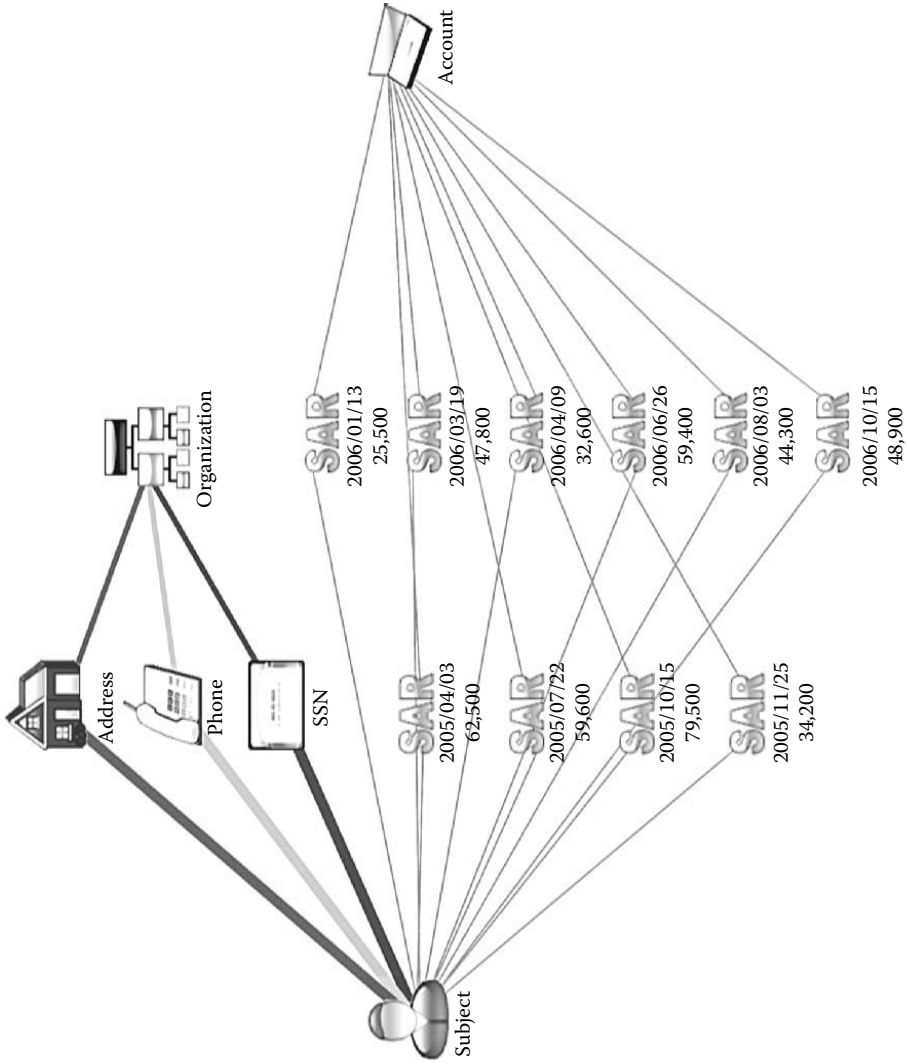 Account
Organization
Address
Phone
SSN
Subject
SAR
2006/01/13
25,500
SAR
2006/03/19
47,800
SAR
2006/04/09
32,600
SAR
2006/06/26
59,400
SAR
2006/08/03
44,300
SAR
2006/10/15
48,900
SAR
2005/04/03
62,500
SAR
2005/07/22
59,600
SAR
2005/10/15
79,500
SAR
2005/11/25
34,200